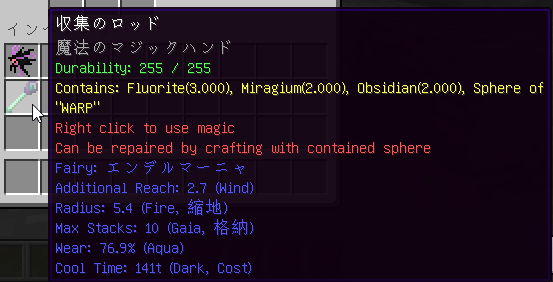 収集のロッド
イン
魔法のマジックハンド
Durability: 255 / 255
Contains: Fluorite(3.000), Miragium(2.000), Obsidian(2.000), Sphere of
"WARP"
Right click to use magic
Can be repaired by crafting with contained sphere
Fairy: エンデルマーニャ
Additional Reach: 2.7 (Wind)
Radius: 5.4 (Fire, 縮地)
Max Stacks: 10 (Gaia, 格納)
Wear: 76.9% (Aqua)
Cool Time: 141t (Dark, Cost)